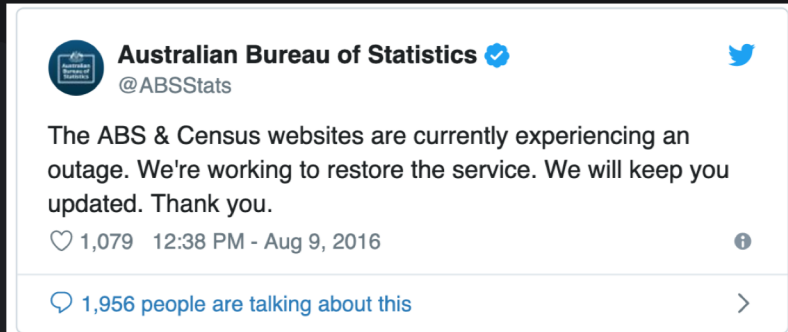 Australian Bureau of Statistics
@ABSStats
The ABS & Census websites are currently experiencing an
outage. We're working to restore the service. We will keep you
updated. Thank you.
1,079 12:38 PM - Aug 9, 2016
1,956 people are talking about this